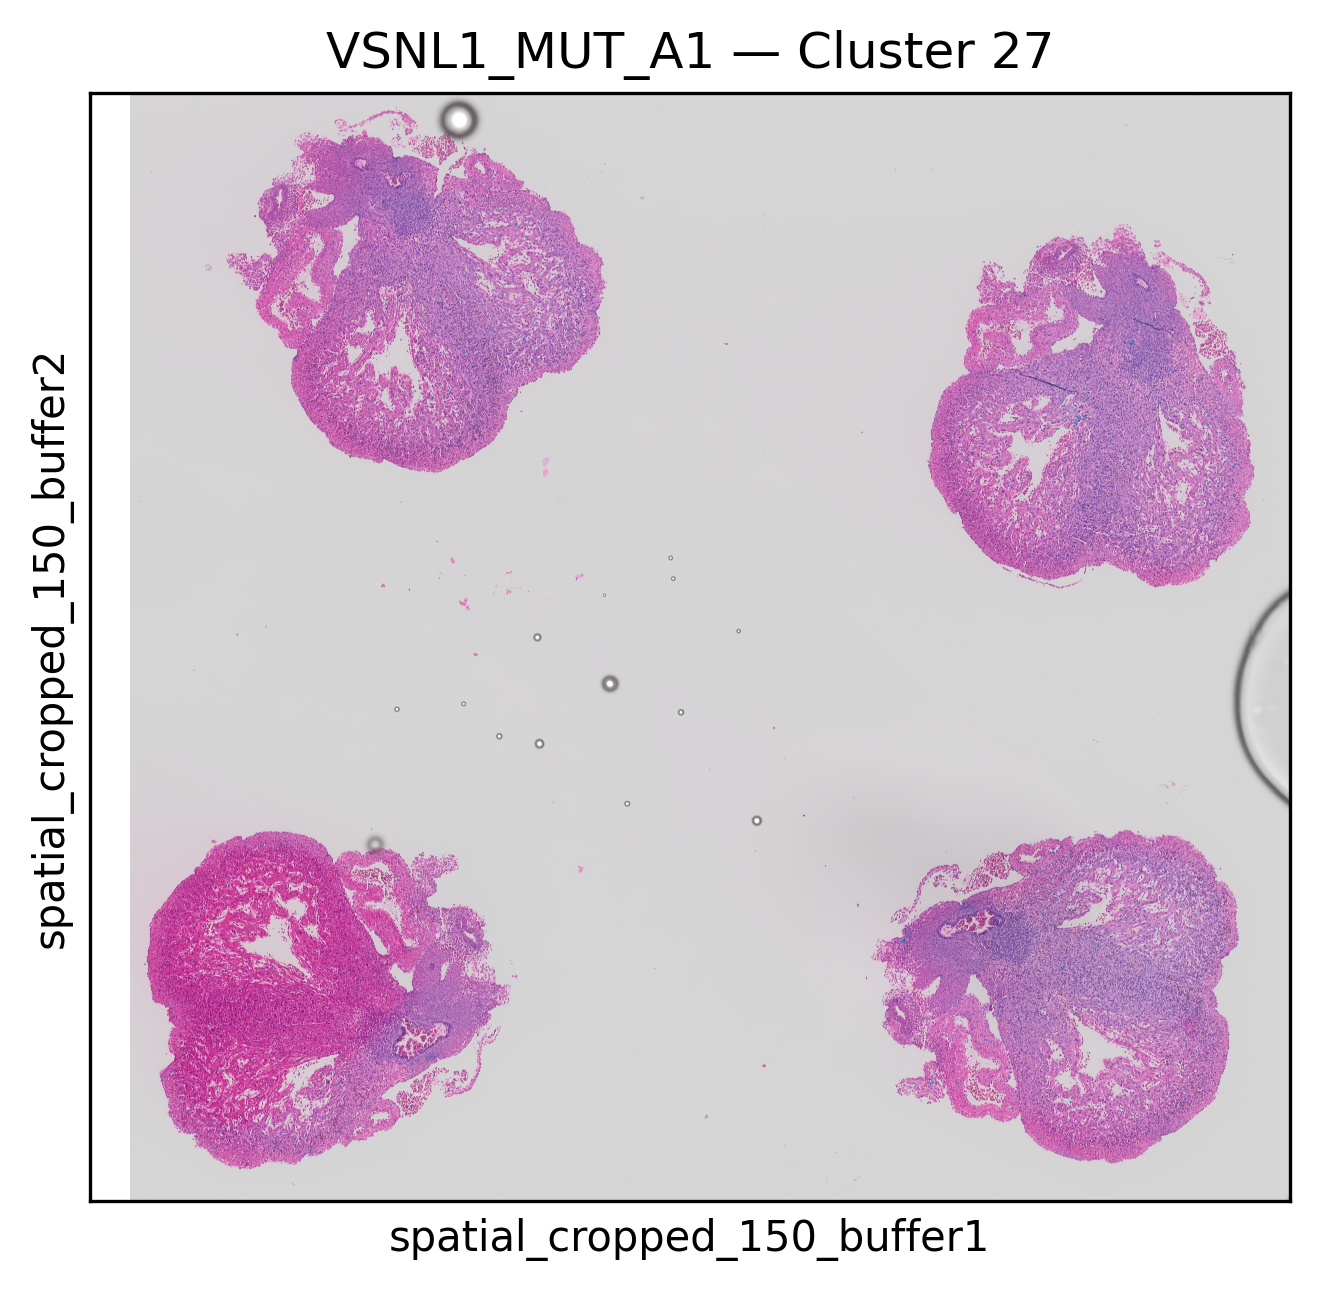 VSNL1_MUT_A1 — Cluster 27
spatial_cropped_150_buffer2
spatial_cropped_150_buffer1